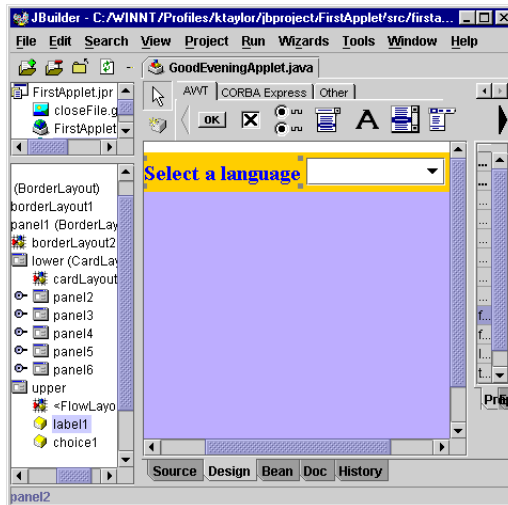 JBuilder - C:/WINNT/Profiles/ktaylor/jbproject/FirstApplet/src/firsta...
File Edit Search View Project Run Wizards Tools Window Help
GoodEveningApplet.java
FirstApplet.jpr
closeFile.g
FirstApplet
AWT CORBA Express Other
OK
A
Select a language
(BorderLayout)
borderLayout1
panel1 (BorderLay
borderLayout2
lower (CardLay
cardLayout
panel2
panel3
panel4
panel5
panel6
upper
<FlowLayo
label1
choice1
...
...
...
...
...
...
...
f...
f...
l...
t...
Source Design Bean Doc History
panel2